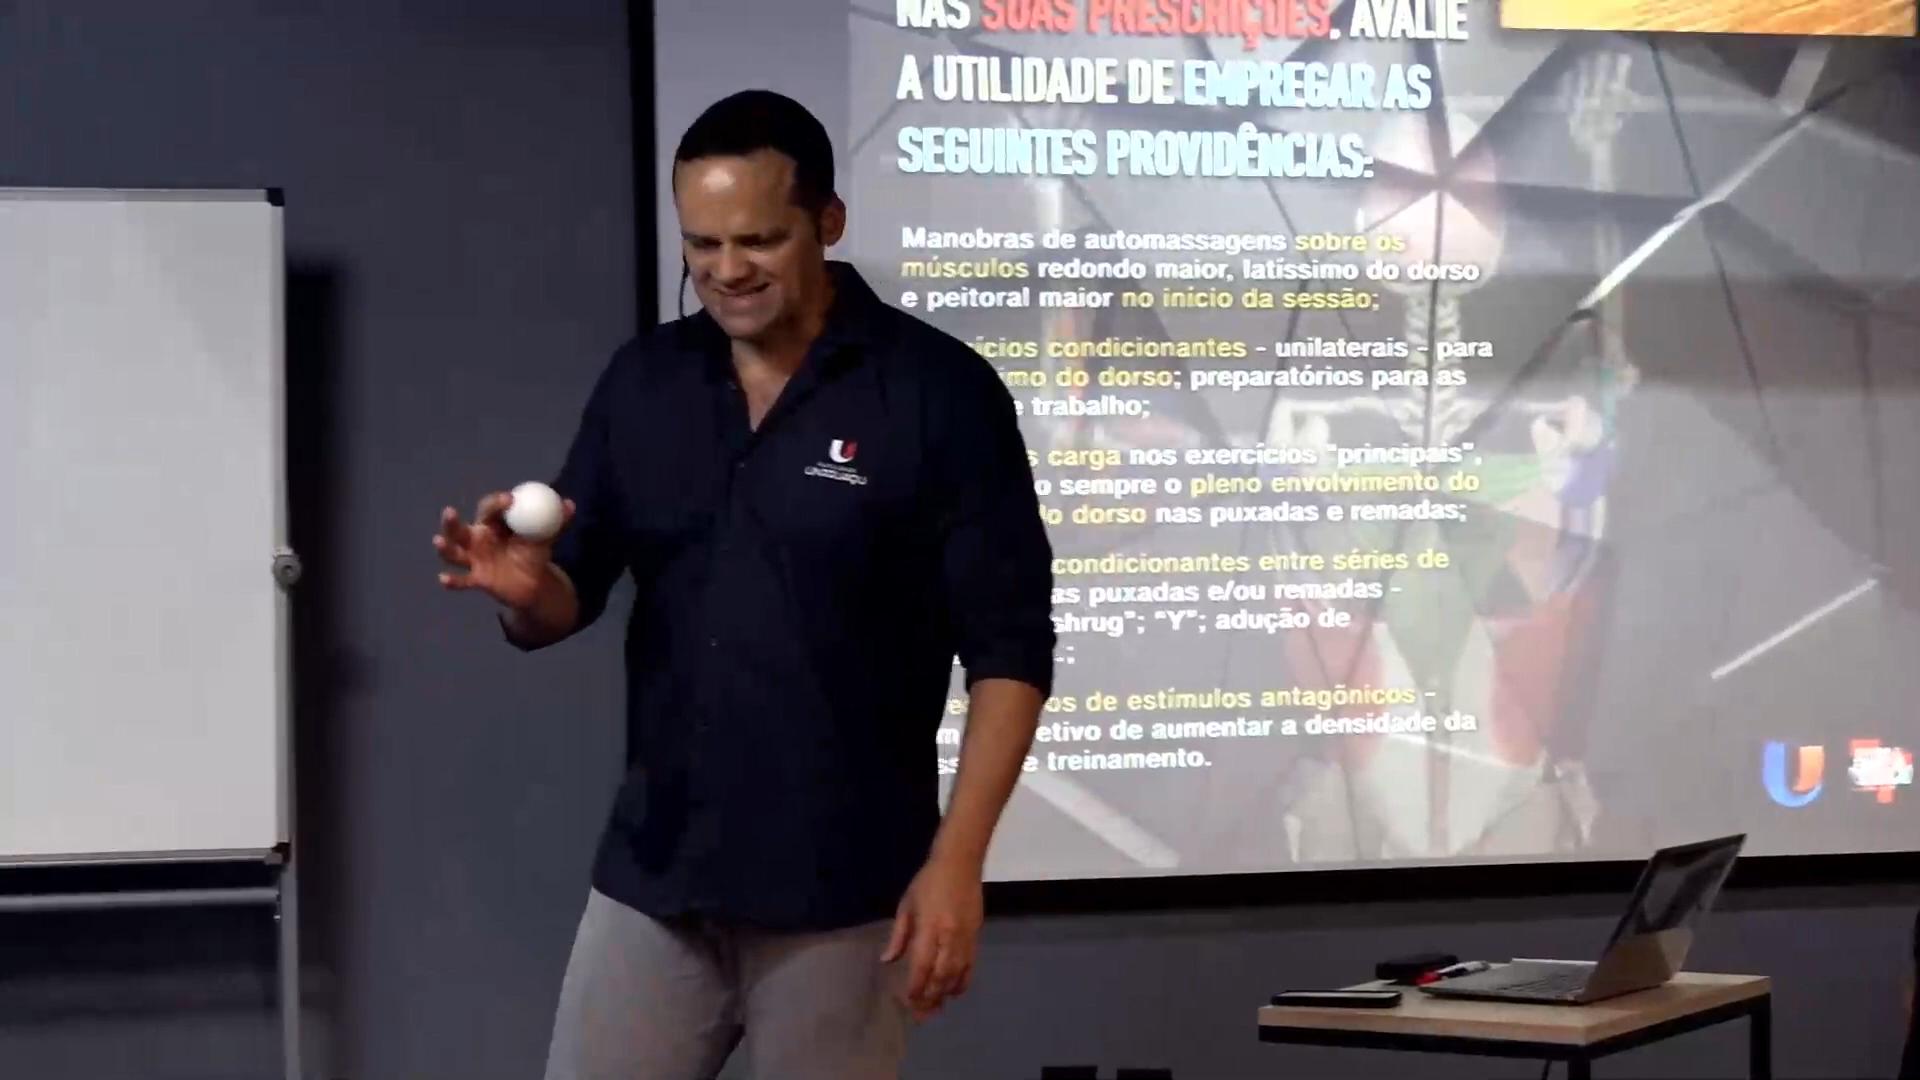 NAS SUAS PRESCRIÇÕES. AVALIE
A UTILIDADE DE EMPREGAR AS
SEGUINTES PROVIDÊNCIAS:
Manobras de automassagens sobre os
músculos redondo maior, latíssimo do dorso
e peitoral maior no início da sessão;
condicionantes - unilaterais - para
do dorso; preparatórios para as
trabalho;
carga nos exercícios "principais",
sempre o pleno envolvimento do
dorso nas puxadas e remadas;
condicionantes entre séries de
puxadas e/ou remadas -
shrug"; "Y"; adução de
de estímulos antagônicos -
de aumentar a densidade da
treinamento.
U
UNIGUAÇU
U